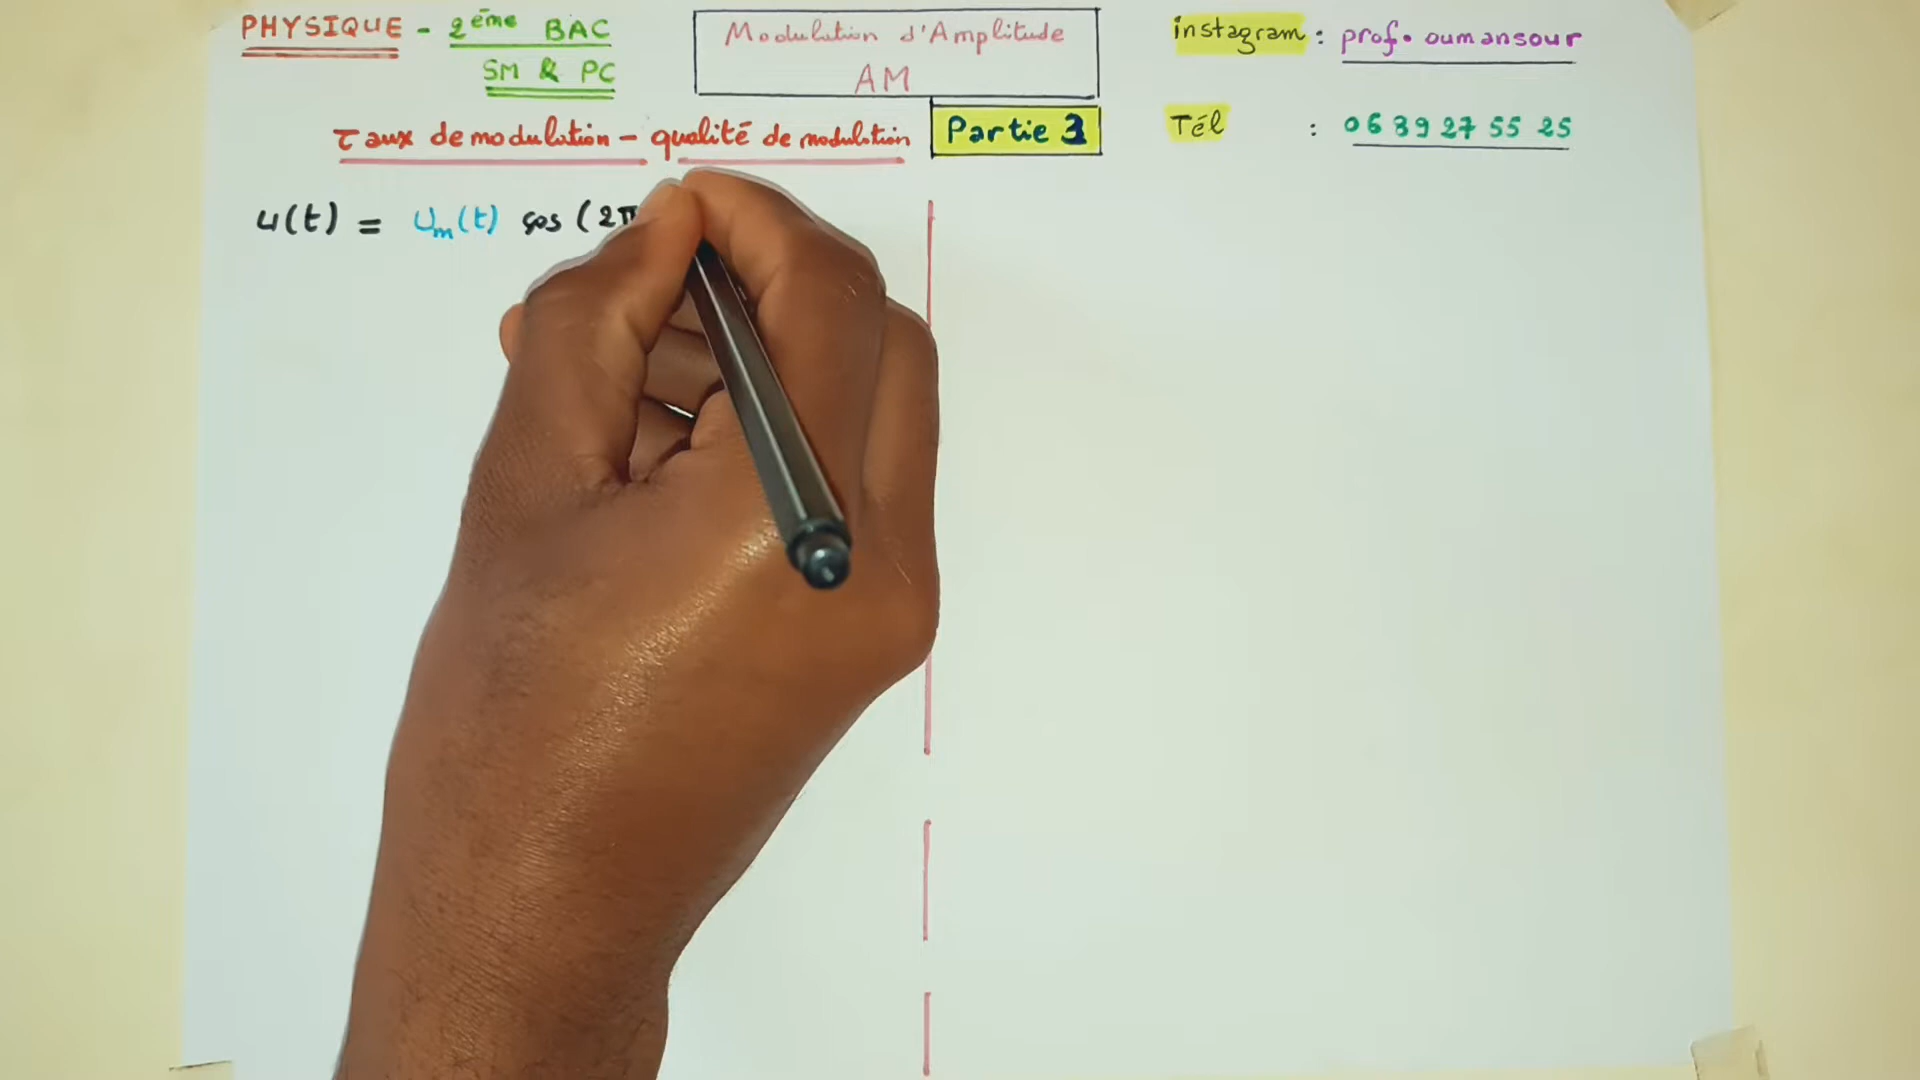 PHYSIQUE - 2ème BAC
SM & PC
Modulation d'Amplitude
AM
instagram : prof. oumansour
Taux de modulation - qualité de modulation
Partie 3
Tél : 06 39 27 55 25
u(t) = Um(t) cos (2π